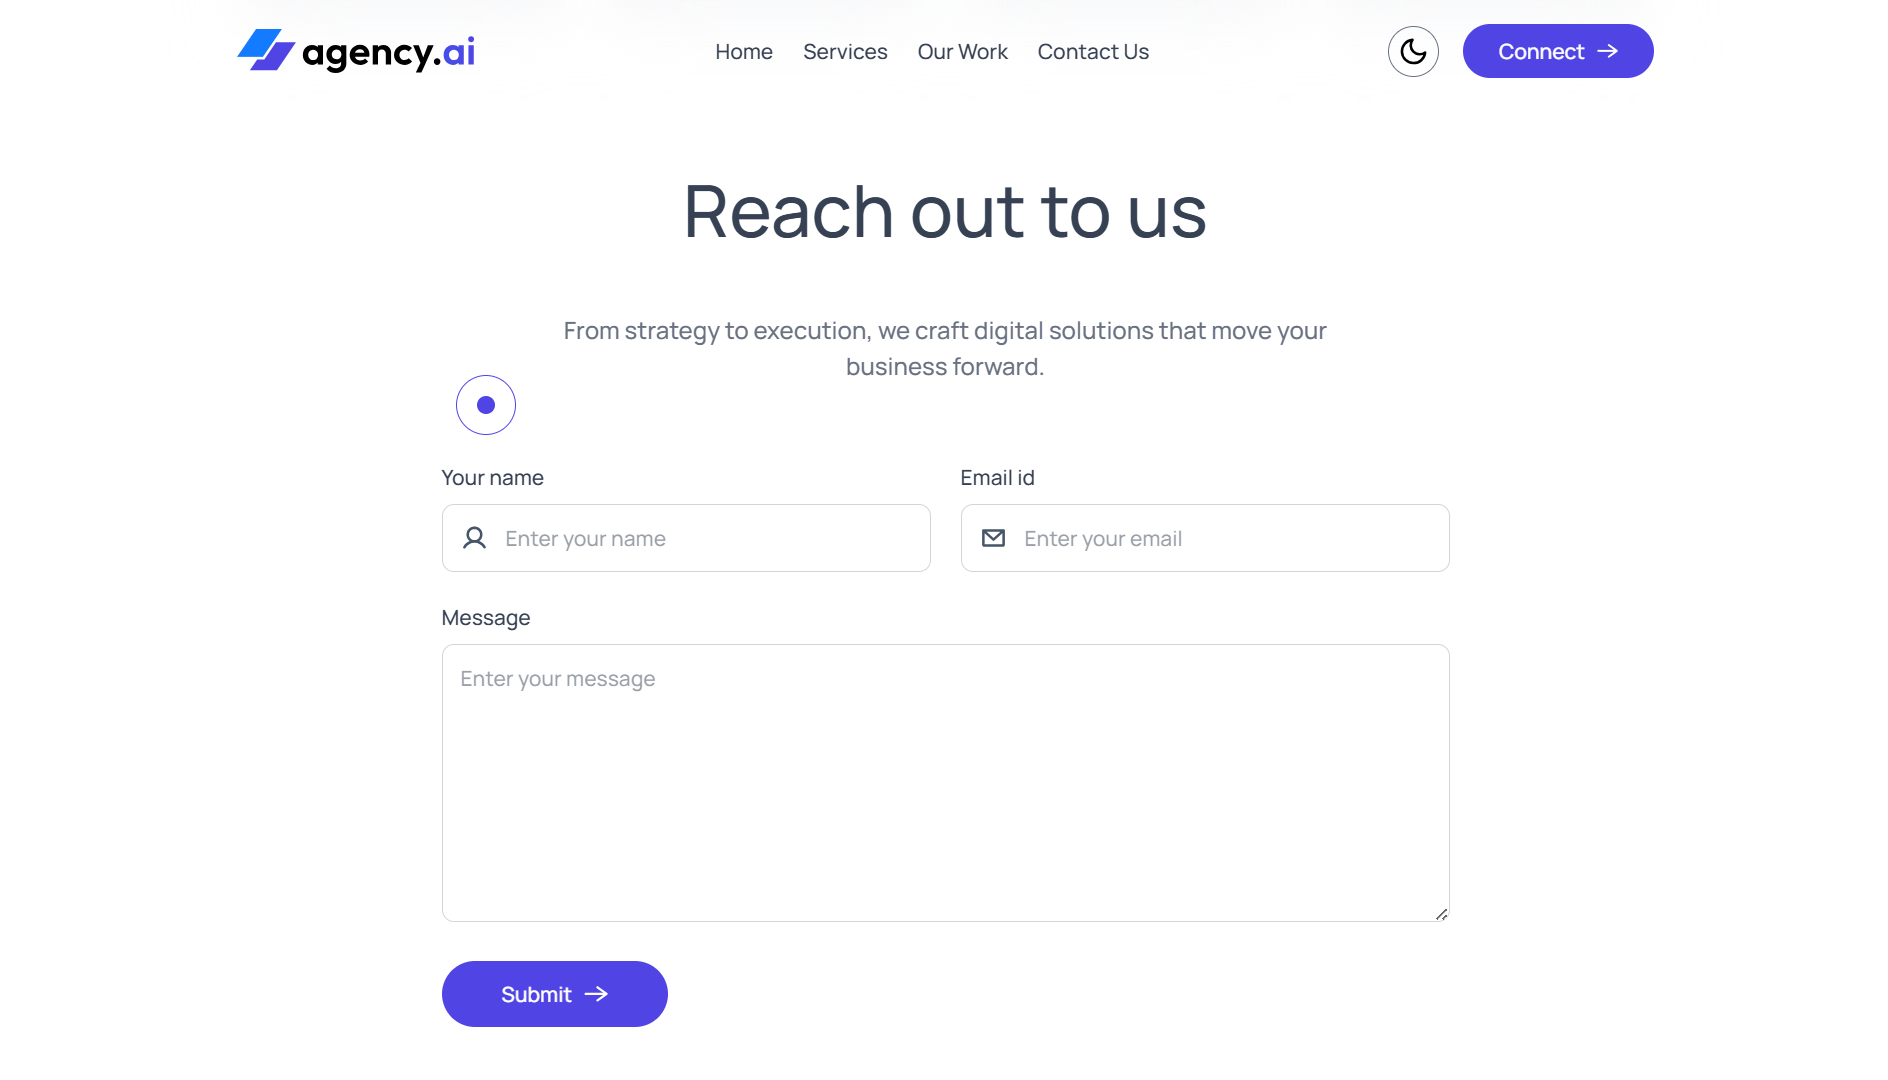 agency.ai
Home
Services
Our Work
Contact Us
Connect
Reach out to us
From strategy to execution, we craft digital solutions that move your
business forward.
Your name
Email id
Enter your name
Enter your email
Message
Enter your message
Submit